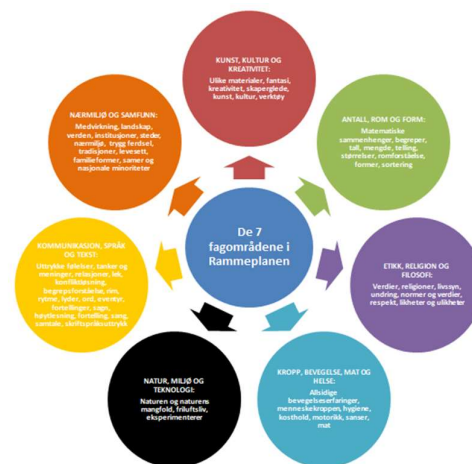 KUNST, KULTUR OG
KREATIVITET:
Ulike materialer, fantasi,
kreativitet, skaperglede,
kunst, kultur, verktøy
ANTALL, ROM OG FORM:
Matematiske
sammenhenger, begreper,
tall, mengde, telling,
størrelser, romforståelse,
former, sortering
ETIKK, RELIGION OG
FILOSOFI:
Verdier, religioner, livssyn,
undring, normer og verdier,
respekt, likheter og ulikheter
KROPP, BEVEGELSE, MAT OG
HELSE:
Allsidige
bevegelseserfaringer,
menneskekroppen, hygiene,
kosthold, motorikk, sanser,
mat
NATUR, MILJØ OG
TEKNOLOGI:
Naturen og naturens
mangfold, friluftsliv,
eksperimenterer
KOMMUNIKASJON, SPRÅK
OG TEKST:
Uttrykke følelser, tanker og
meninger, relasjoner, lek,
konfliktløsning,
begrepsforståelse, rim,
rytme, lyder, ord, eventyr,
fortellinger, sagn,
høytlesning, fortelling, sang,
samtale, skriftspråksuttrykk
NÆRMILJØ OG SAMFUNN:
Medvirkning, landskap,
verden, institusjoner, steder,
nærmiljø, trygg ferdsel,
tradisjoner, levesett,
familieformer, samer og
nasjonale minoriteter
De 7
fagområdene i
Rammeplanen